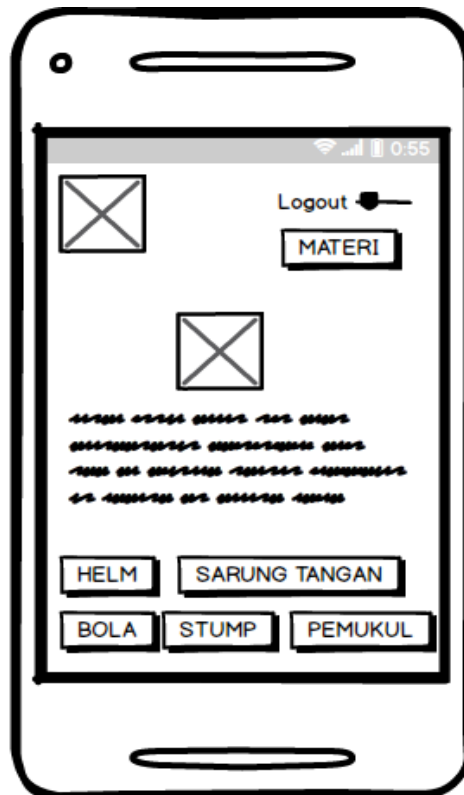 0:55
Logout
MATERI
HELM SARUNG TANGAN
BOLA STUMP PEMUKUL